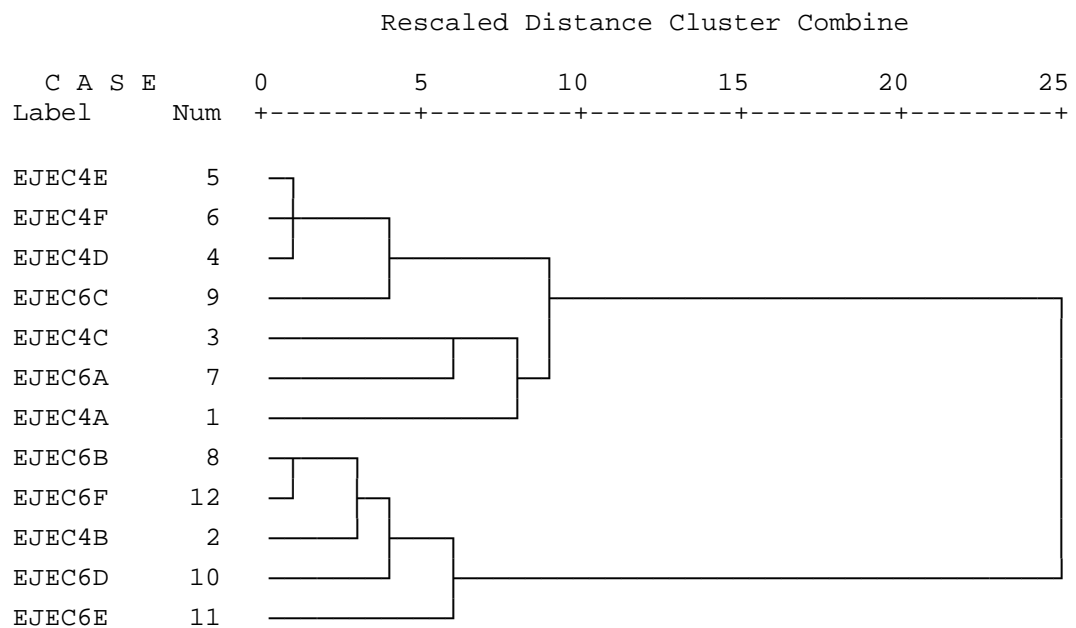 Rescaled Distance Cluster Combine
C A S E 0 5 10 15 20 25
Label Num +---------+---------+---------+---------+---------+
EJEC4E 5
EJEC4F 6
EJEC4D 4
EJEC6C 9
EJEC4C 3
EJEC6A 7
EJEC4A 1
EJEC6B 8
EJEC6F 12
EJEC4B 2
EJEC6D 10
EJEC6E 11